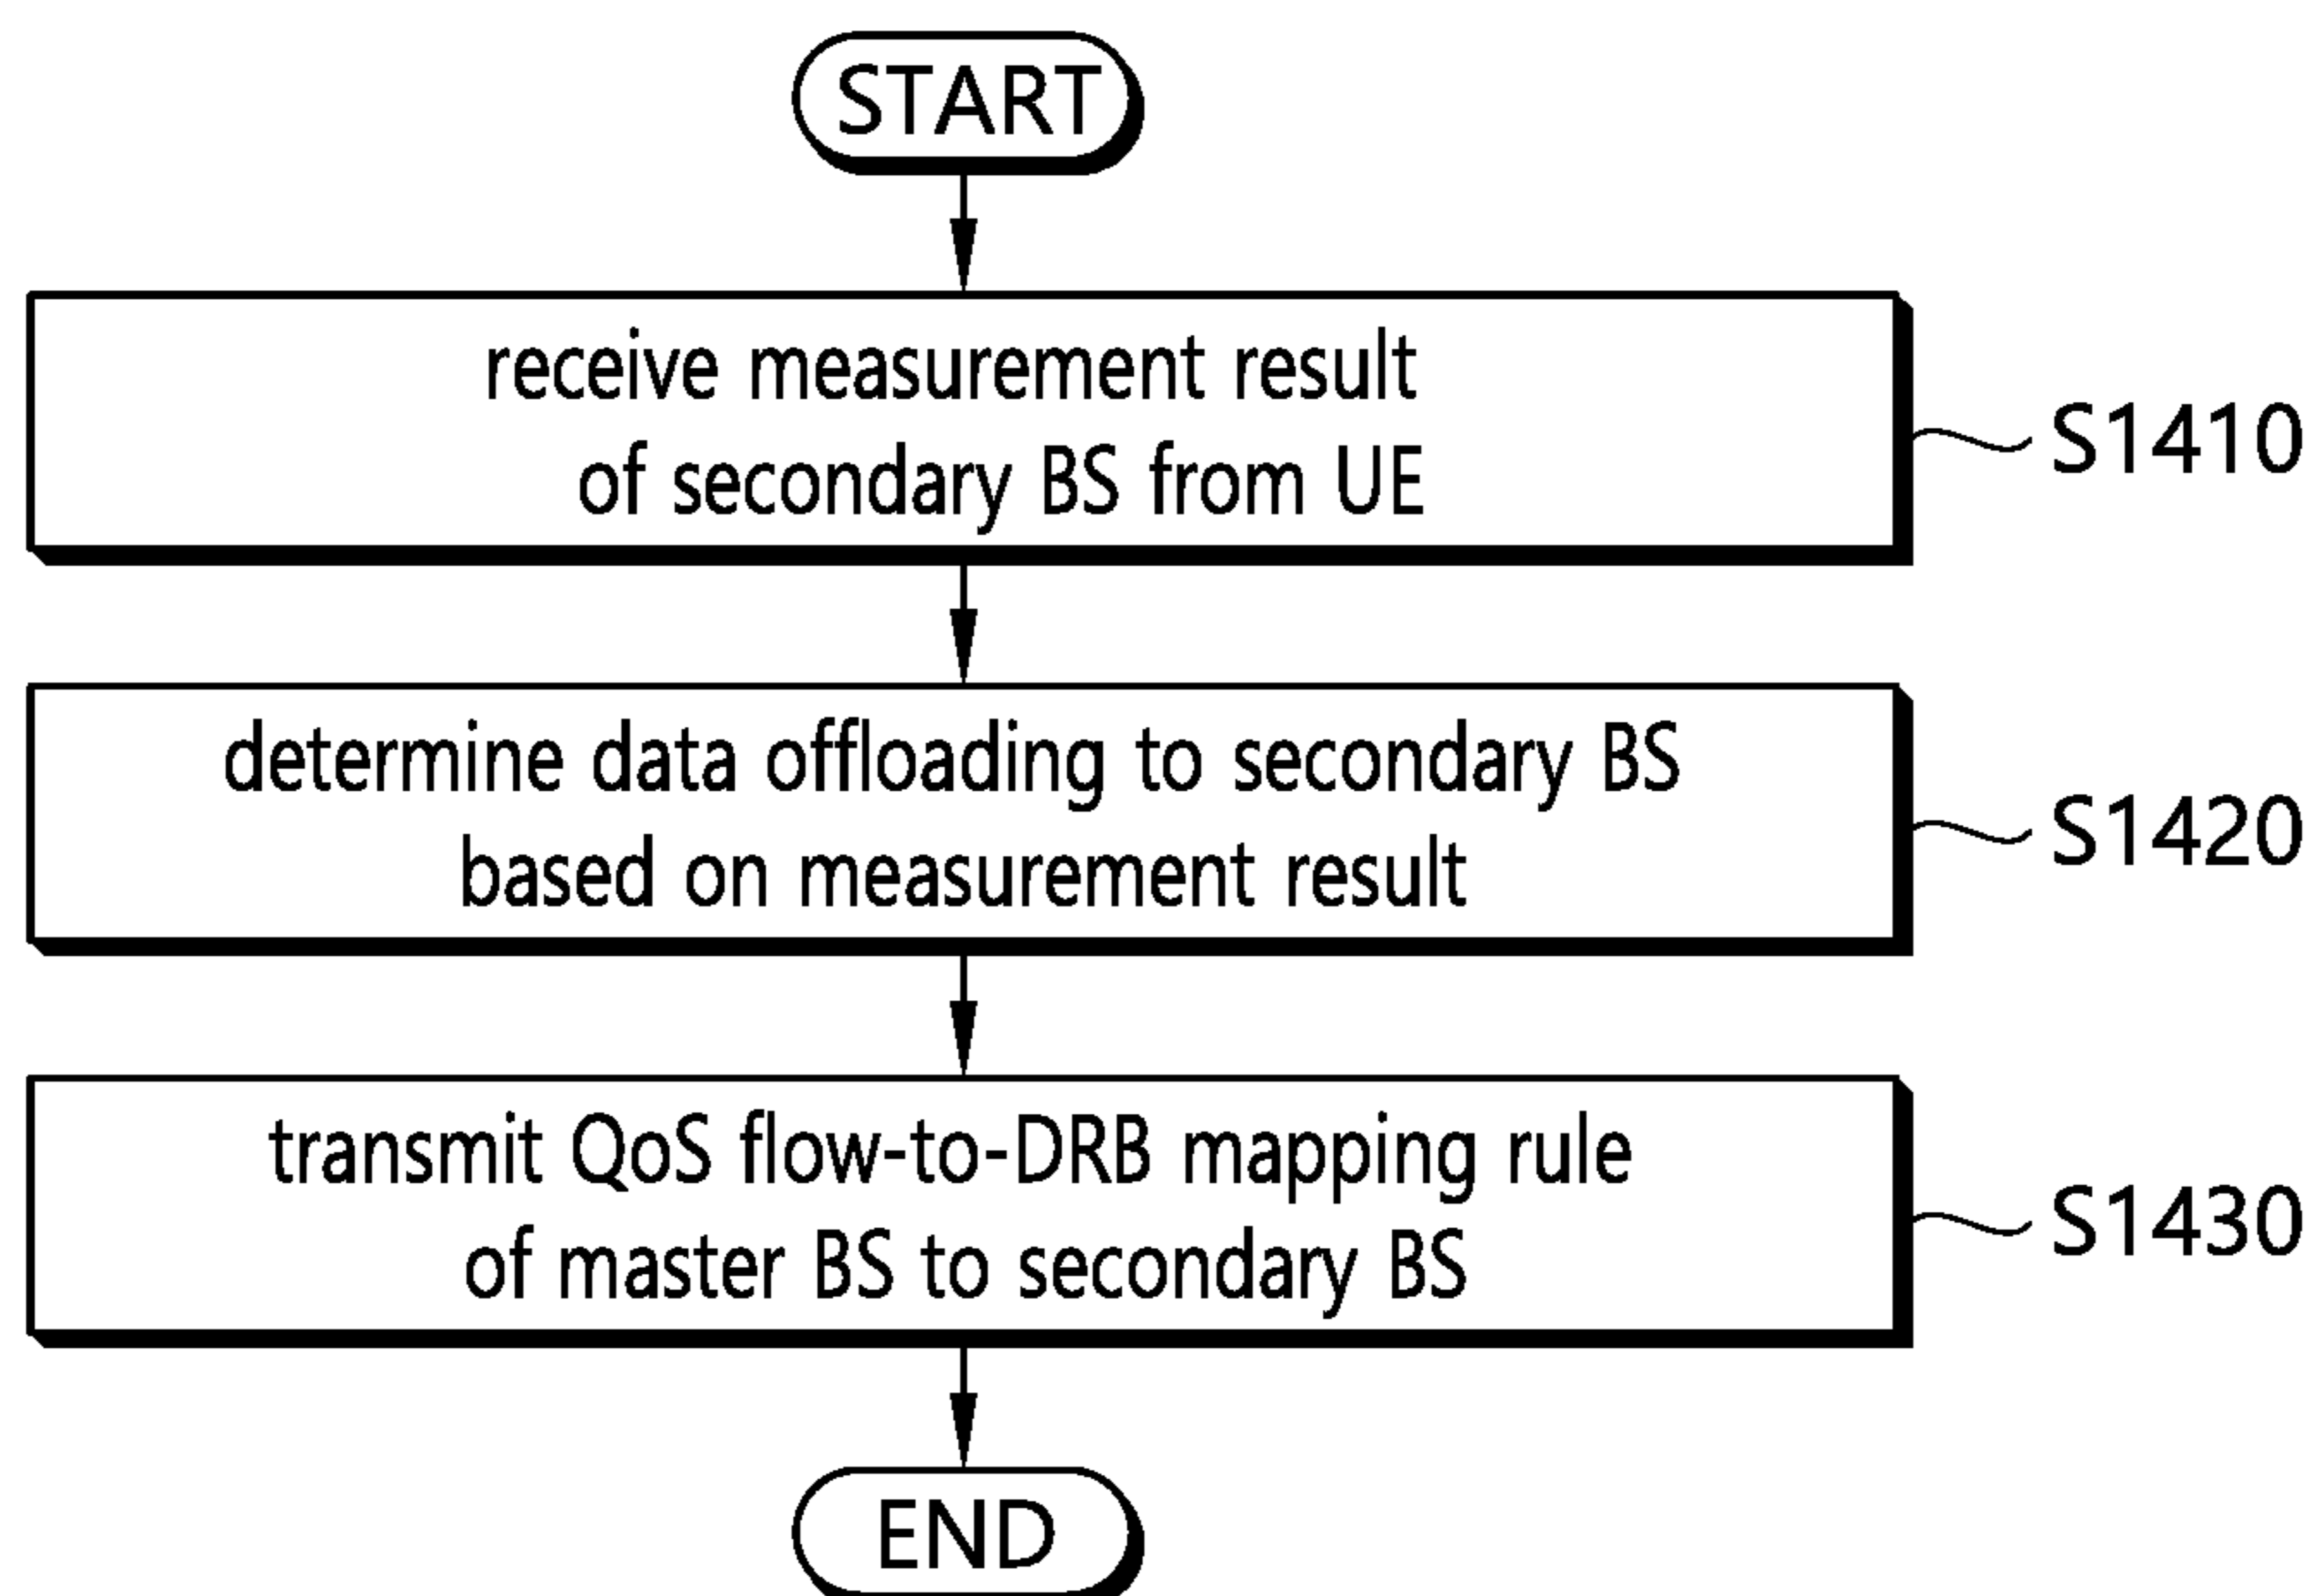 START
receive measurement result
of secondary BS from UE
S1410
determine data offloading to secondary BS
based on measurement result
S1420
transmit QoS flow-to-DRB mapping rule
of master BS to secondary BS
S1430
END